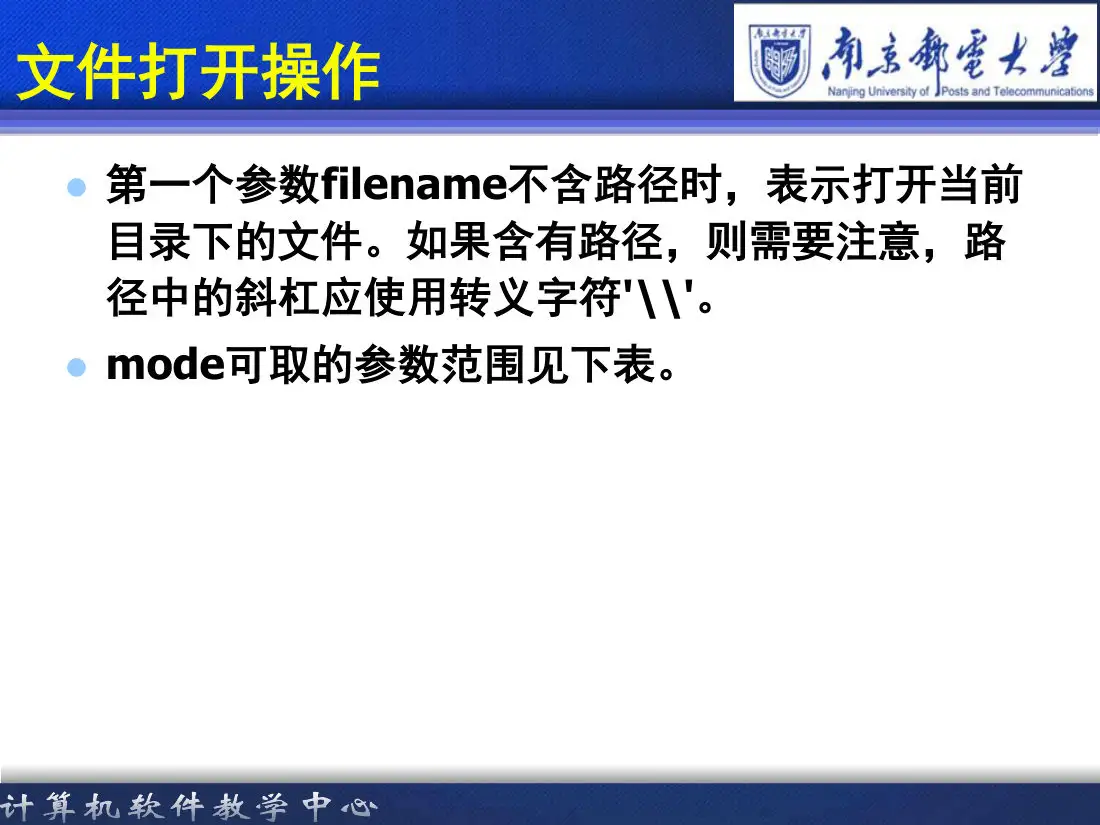 文件打开操作
南京邮电大学
Nanjing University of Posts and Telecommunications
第一个参数filename不含路径时，表示打开当前
目录下的文件。如果含有路径，则需要注意，路
径中的斜杠应使用转义字符'\\'。
mode可取的参数范围见下表。
计算机软件教学中心